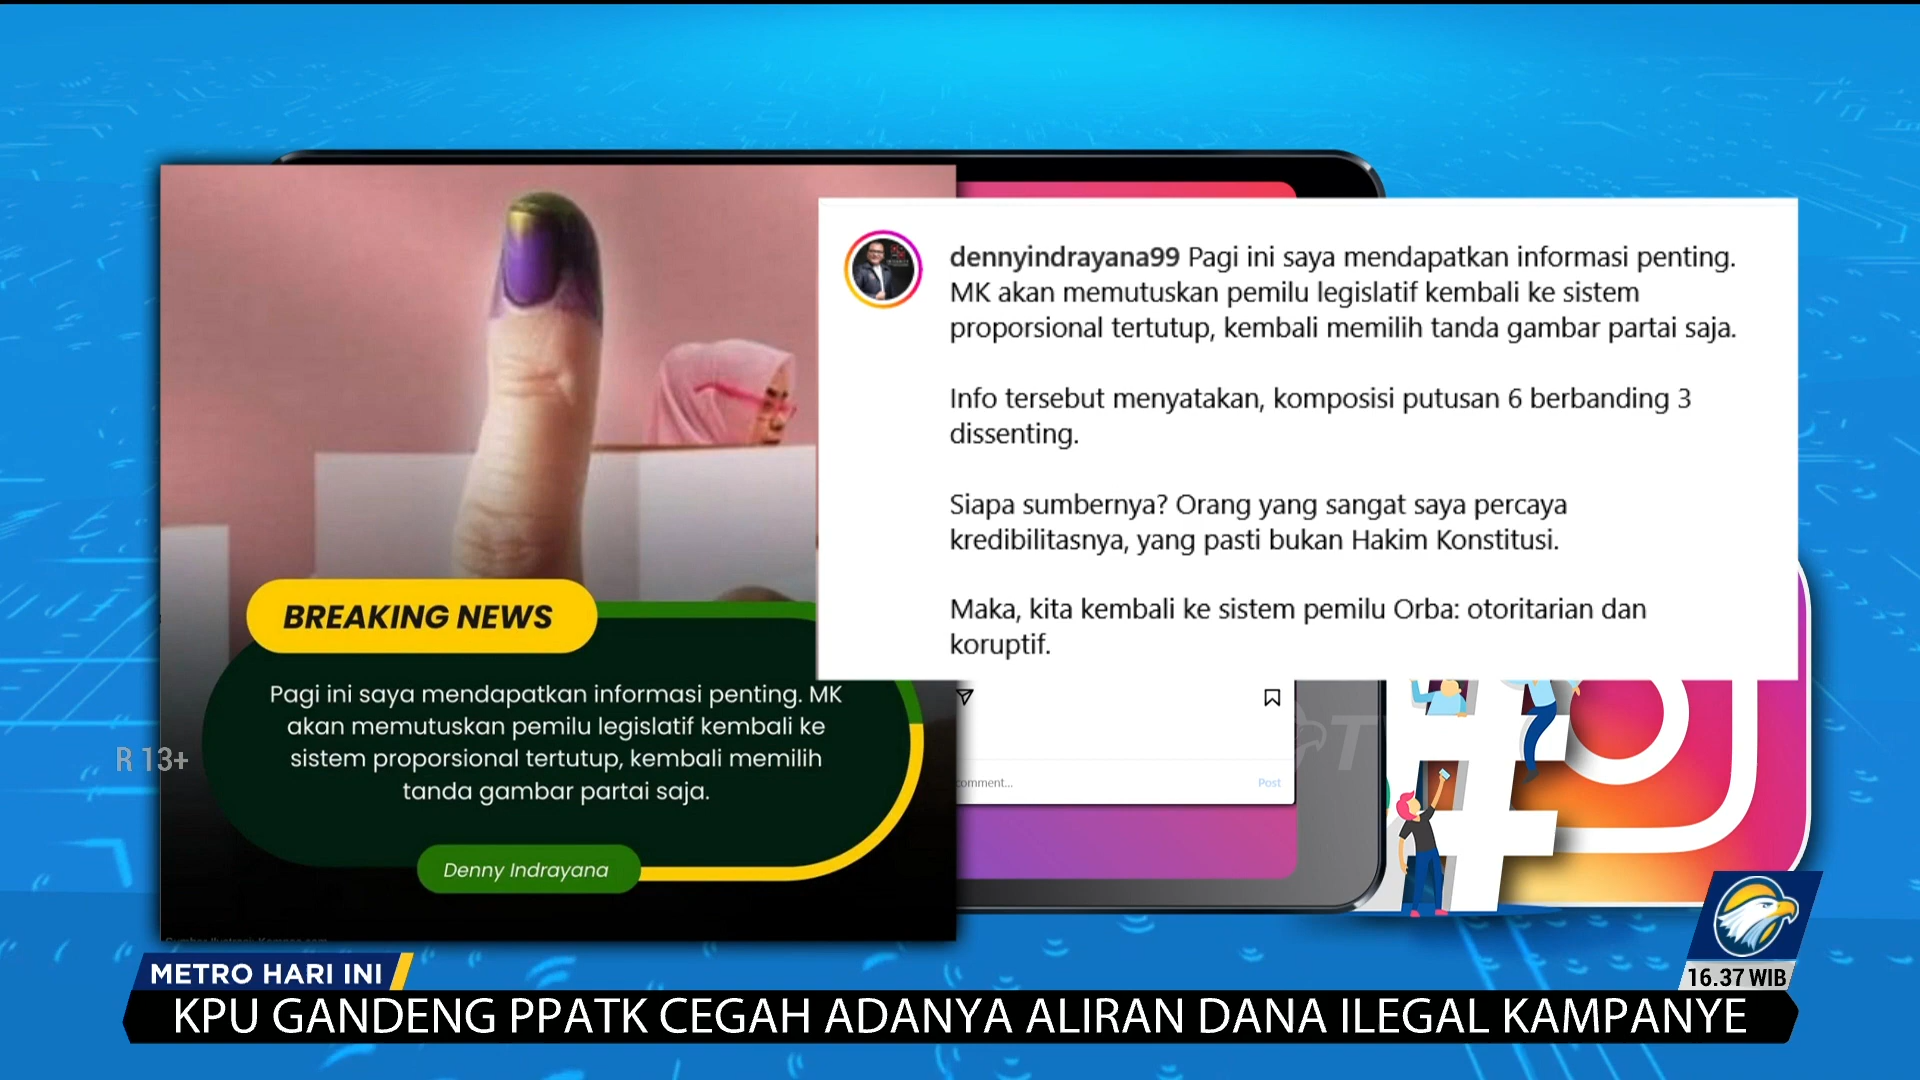 dennyindrayana99 Pagi ini saya mendapatkan informasi penting.
MK akan memutuskan pemilu legislatif kembali ke sistem
proporsional tertutup, kembali memilih tanda gambar partai saja.
Info tersebut menyatakan, komposisi putusan 6 berbanding 3
dissenting.
Siapa sumbernya? Orang yang sangat saya percaya
kredibilitasnya, yang pasti bukan Hakim Konstitusi.
Maka, kita kembali ke sistem pemilu Orba: otoritarian dan
koruptif.
BREAKING NEWS
Pagi ini saya mendapatkan informasi penting. MK
akan memutuskan pemilu legislatif kembali ke
sistem proporsional tertutup, kembali memilih
tanda gambar partai saja.
Denny Indrayana
R 13+
Post
METRO HARI INI
16.37 WIB
KPU GANDENG PPATK CEGAH ADANYA ALIRAN DANA ILEGAL KAMPANYE